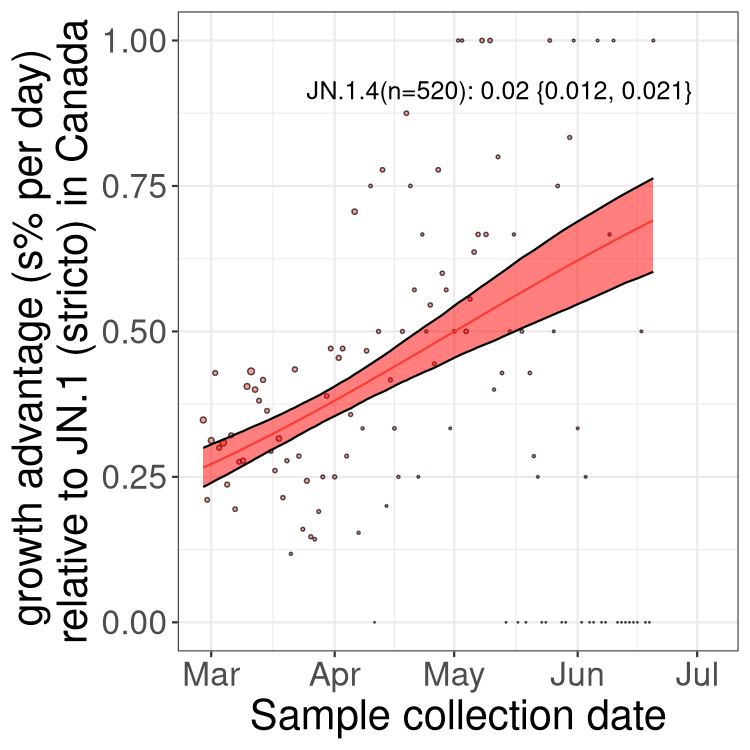 growth advantage (s% per day)
relative to JN.1 (stricto) in Canada
1.00
0.75
0.50
0.25
0.00
JN.1.4(n=520): 0.02 {0.012, 0.021}
Mar Apr May Jun Jul
Sample collection date